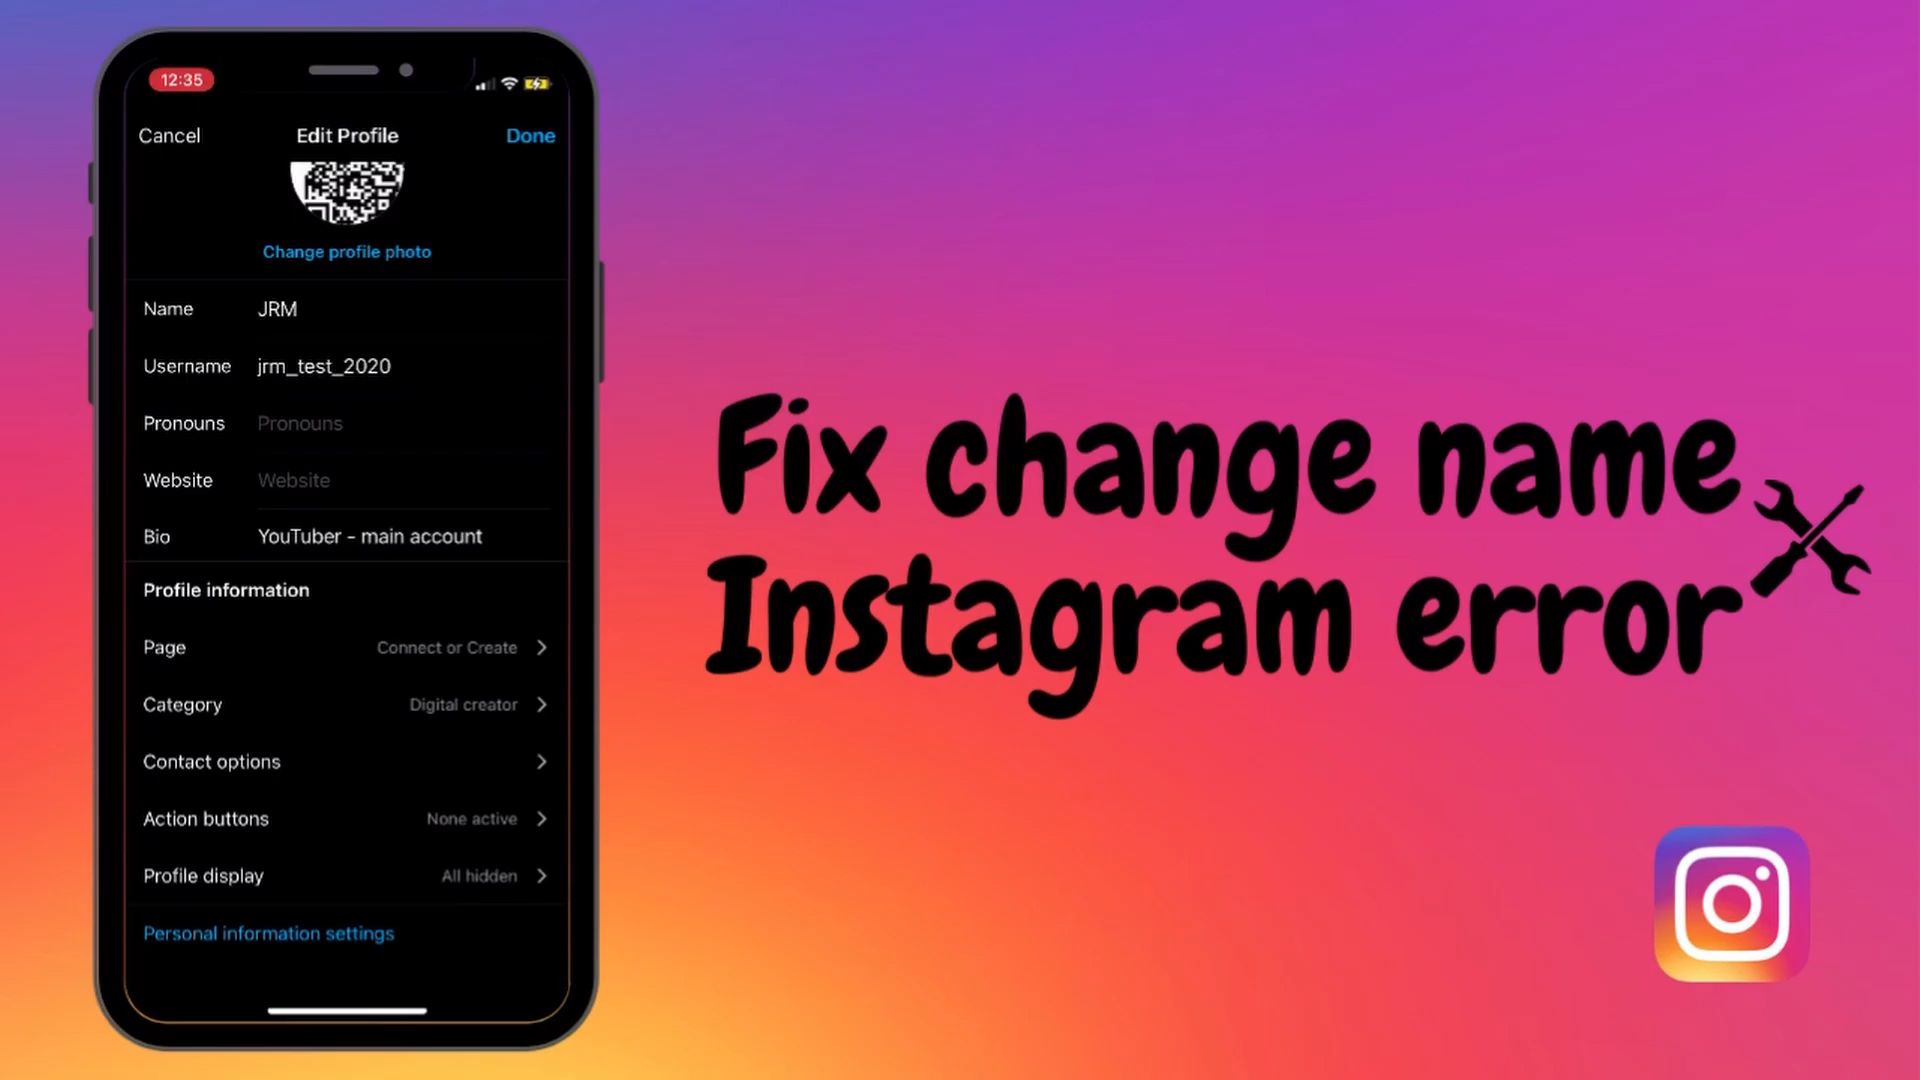 12:35
Cancel Edit Profile Done
Change profile photo
Name JRM
Username jrm_test_2020
Pronouns Pronouns
Website Website
Bio YouTuber - main account
Profile information
Page Connect or Create
Category Digital creator
Contact options
Action buttons None active
Profile display All hidden
Personal information settings
Fix change name
Instagram error